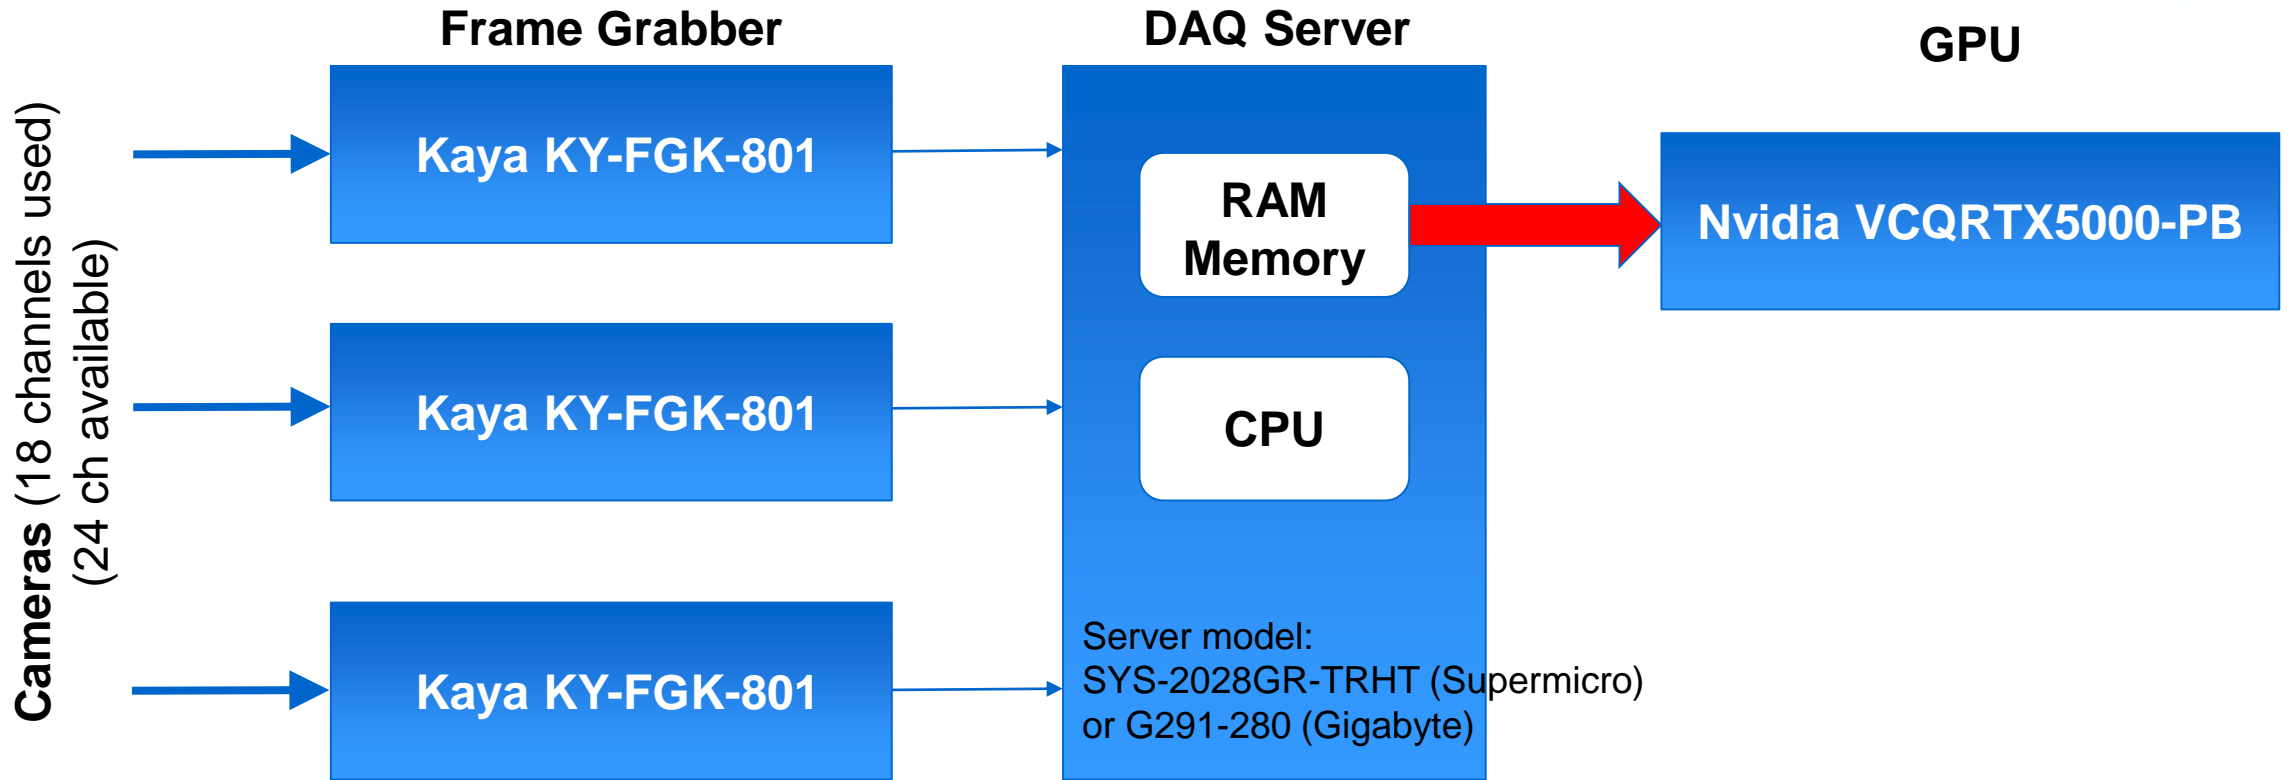 Frame Grabber
DAQ Server
GPU
Cameras (18 channels used)
(24 ch available)
Kaya KY-FGK-801
Kaya KY-FGK-801
Kaya KY-FGK-801
RAM
Memory
CPU
Server model:
SYS-2028GR-TRHT (Supermicro)
or G291-280 (Gigabyte)
Nvidia VCQRTX5000-PB